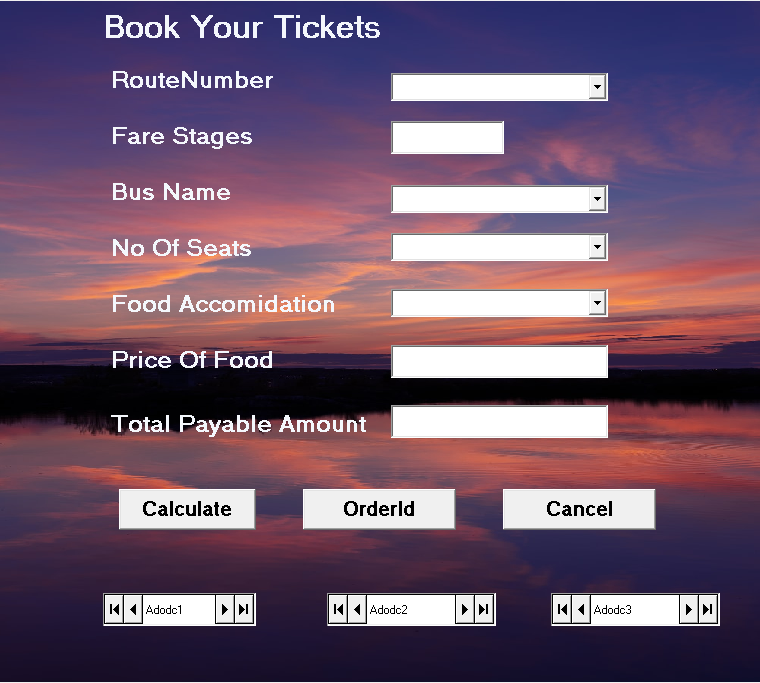 Book Your Tickets
RouteNumber
Fare Stages
Bus Name
No Of Seats
Food Accomidation
Price Of Food
Total Payable Amount
Calculate OrderId Cancel
Adodc1 Adodc2 Adodc3